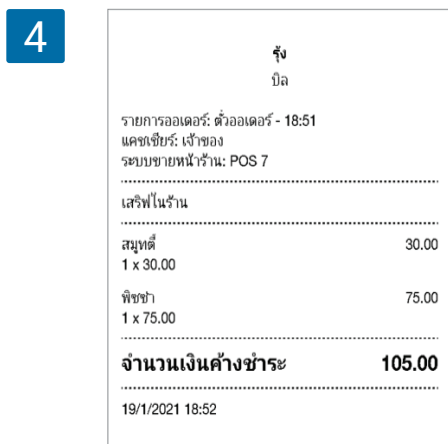 4
รุ้ง
บิล
รายการออเดอร์: ตั๋วออเดอร์ - 18:51
แคชเชียร์: เจ้าของ
ระบบขายหน้าร้าน: POS 7
เสริฟในร้าน
สมูทตี้ 30.00
1 x 30.00
พิซซ่า 75.00
1 x 75.00
จำนวนเงินค้างชำระ 105.00
19/1/2021 18:52